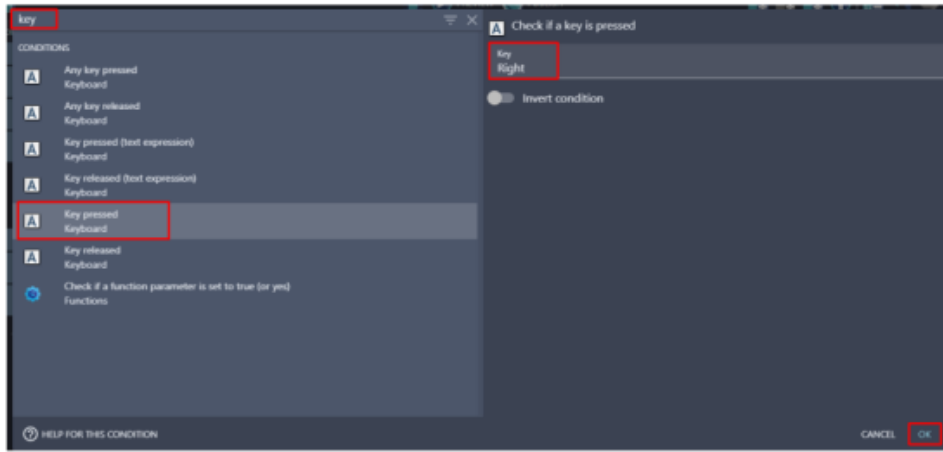 key
CONDITIONS
Any key pressed
Keyboard
Any key released
Keyboard
Key pressed (text expression)
Keyboard
Key released (text expression)
Keyboard
Key pressed
Keyboard
Key released
Keyboard
Check if a function parameter is set to true (or yes)
Functions
HELP FOR THIS CONDITION
Check if a key is pressed
Key
Right
Invert condition
CANCEL
OK